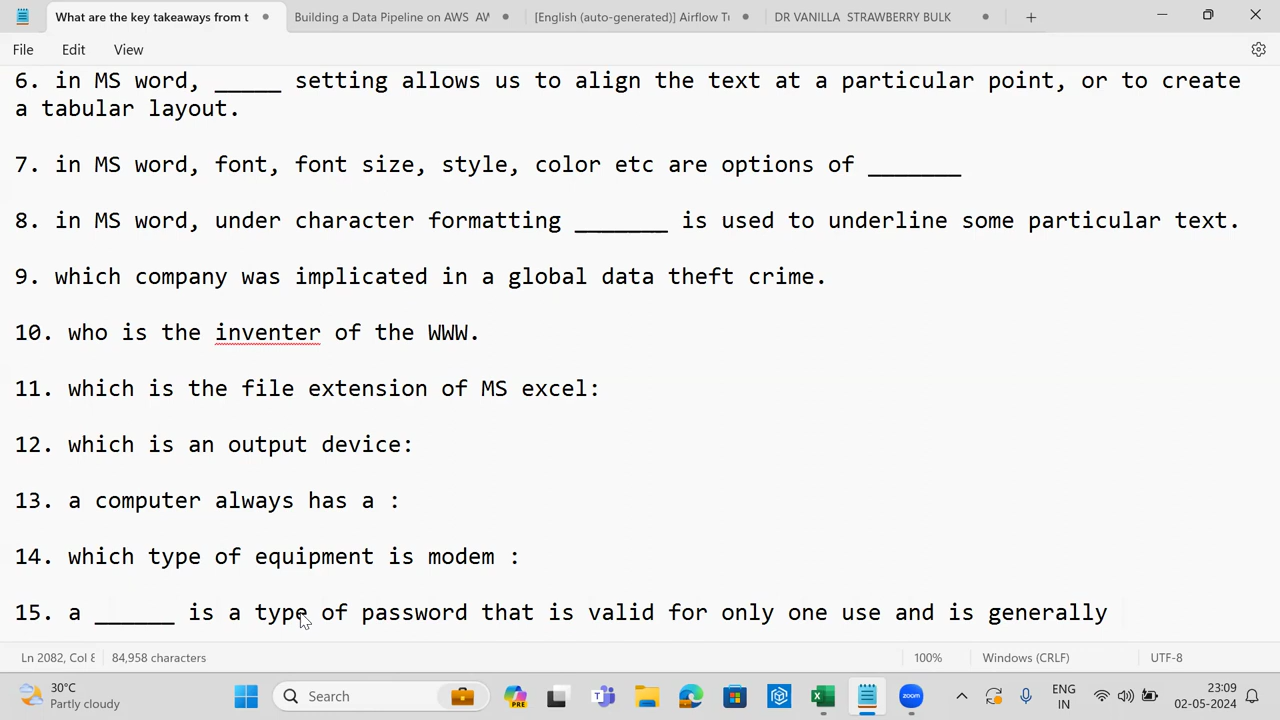 What are the key takeaways from t
Building a Data Pipeline on AWS AW
[English (auto-generated)] Airflow Tu
DR VANILLA STRAWBERRY BULK
File Edit View
6. in MS word, _____ setting allows us to align the text at a particular point, or to create
a tabular layout.
7. in MS word, font, font size, style, color etc are options of _______
8. in MS word, under character formatting _______ is used to underline some particular text.
9. which company was implicated in a global data theft crime.
10. who is the inventer of the WWW.
11. which is the file extension of MS excel:
12. which is an output device:
13. a computer always has a :
14. which type of equipment is modem :
15. a ______ is a type of password that is valid for only one use and is generally
Ln 2082, Col 8 84,958 characters 100% Windows (CRLF) UTF-8
30°C
Partly cloudy
Search
PRE
zoom
ENG
IN
23:09
02-05-2024